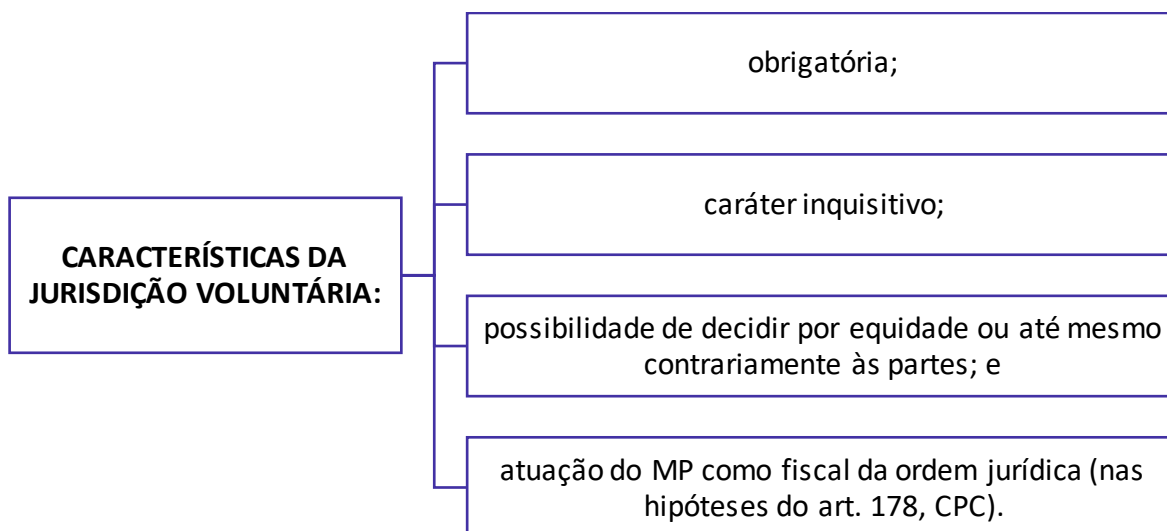 CARACTERÍSTICAS DA
JURISDIÇÃO VOLUNTÁRIA:
obrigatória;
caráter inquisitivo;
possibilidade de decidir por equidade ou até mesmo
contrariamente às partes; e
atuação do MP como fiscal da ordem jurídica (nas
hipóteses do art. 178, CPC).